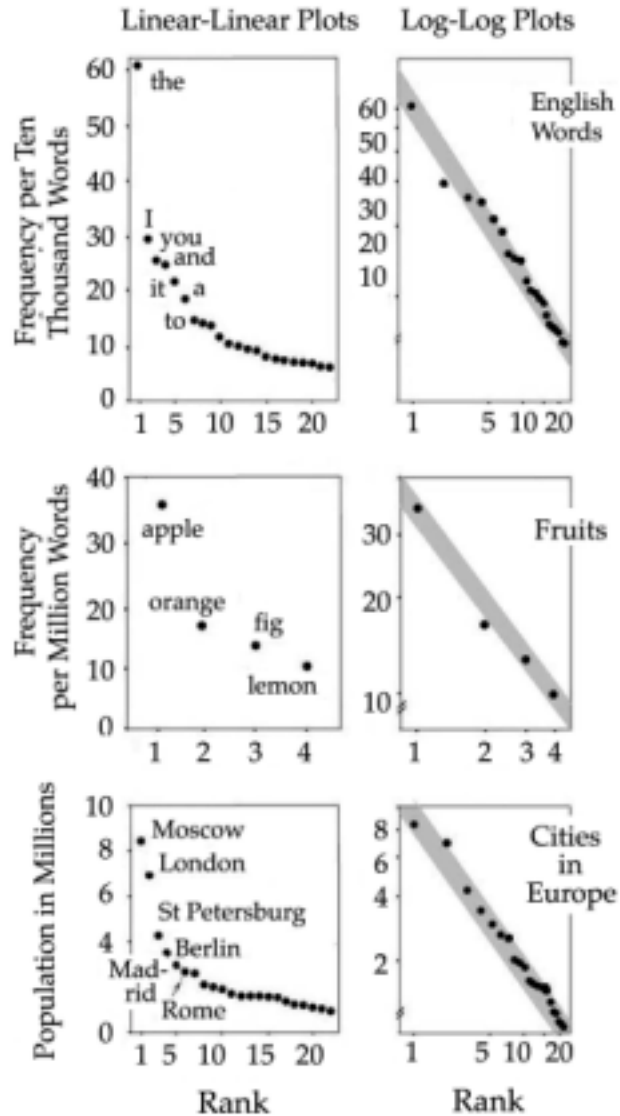 Linear-Linear Plots
Log-Log Plots
Frequency per Ten
Thousand Words
60
50
40
30
20
10
0
the
I
you
and
it
a
to
1
5
10
15
20
60
50
40
30
20
10
English
Words
1
5
10
20
Frequency
per Million Words
40
30
20
10
0
apple
orange
fig
lemon
1
2
3
4
30
20
10
Fruits
1
2
3
4
Population in Millions
10
8
6
4
2
0
Moscow
London
St Petersburg
Berlin
Mad-
rid
Rome
1
5
10
15
20
Rank
8
6
4
2
Cities
in
Europe
1
5
10
20
Rank